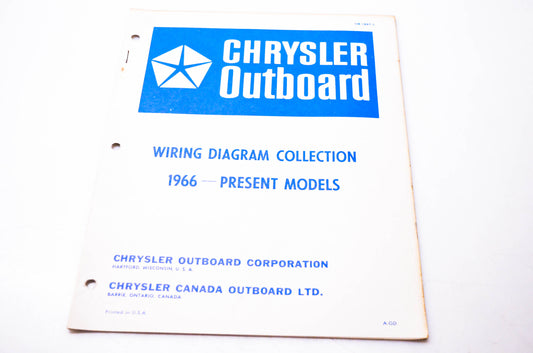 CHRYSLER
Outboard
WIRING DIAGRAM COLLECTION
1966 — PRESENT MODELS
CHRYSLER OUTBOARD CORPORATION
HARTFORD, WISCONSIN, U.S.A.
CHRYSLER CANADA OUTBOARD LTD.
BARRIE, ONTARIO, CANADA
Printed in U.S.A.